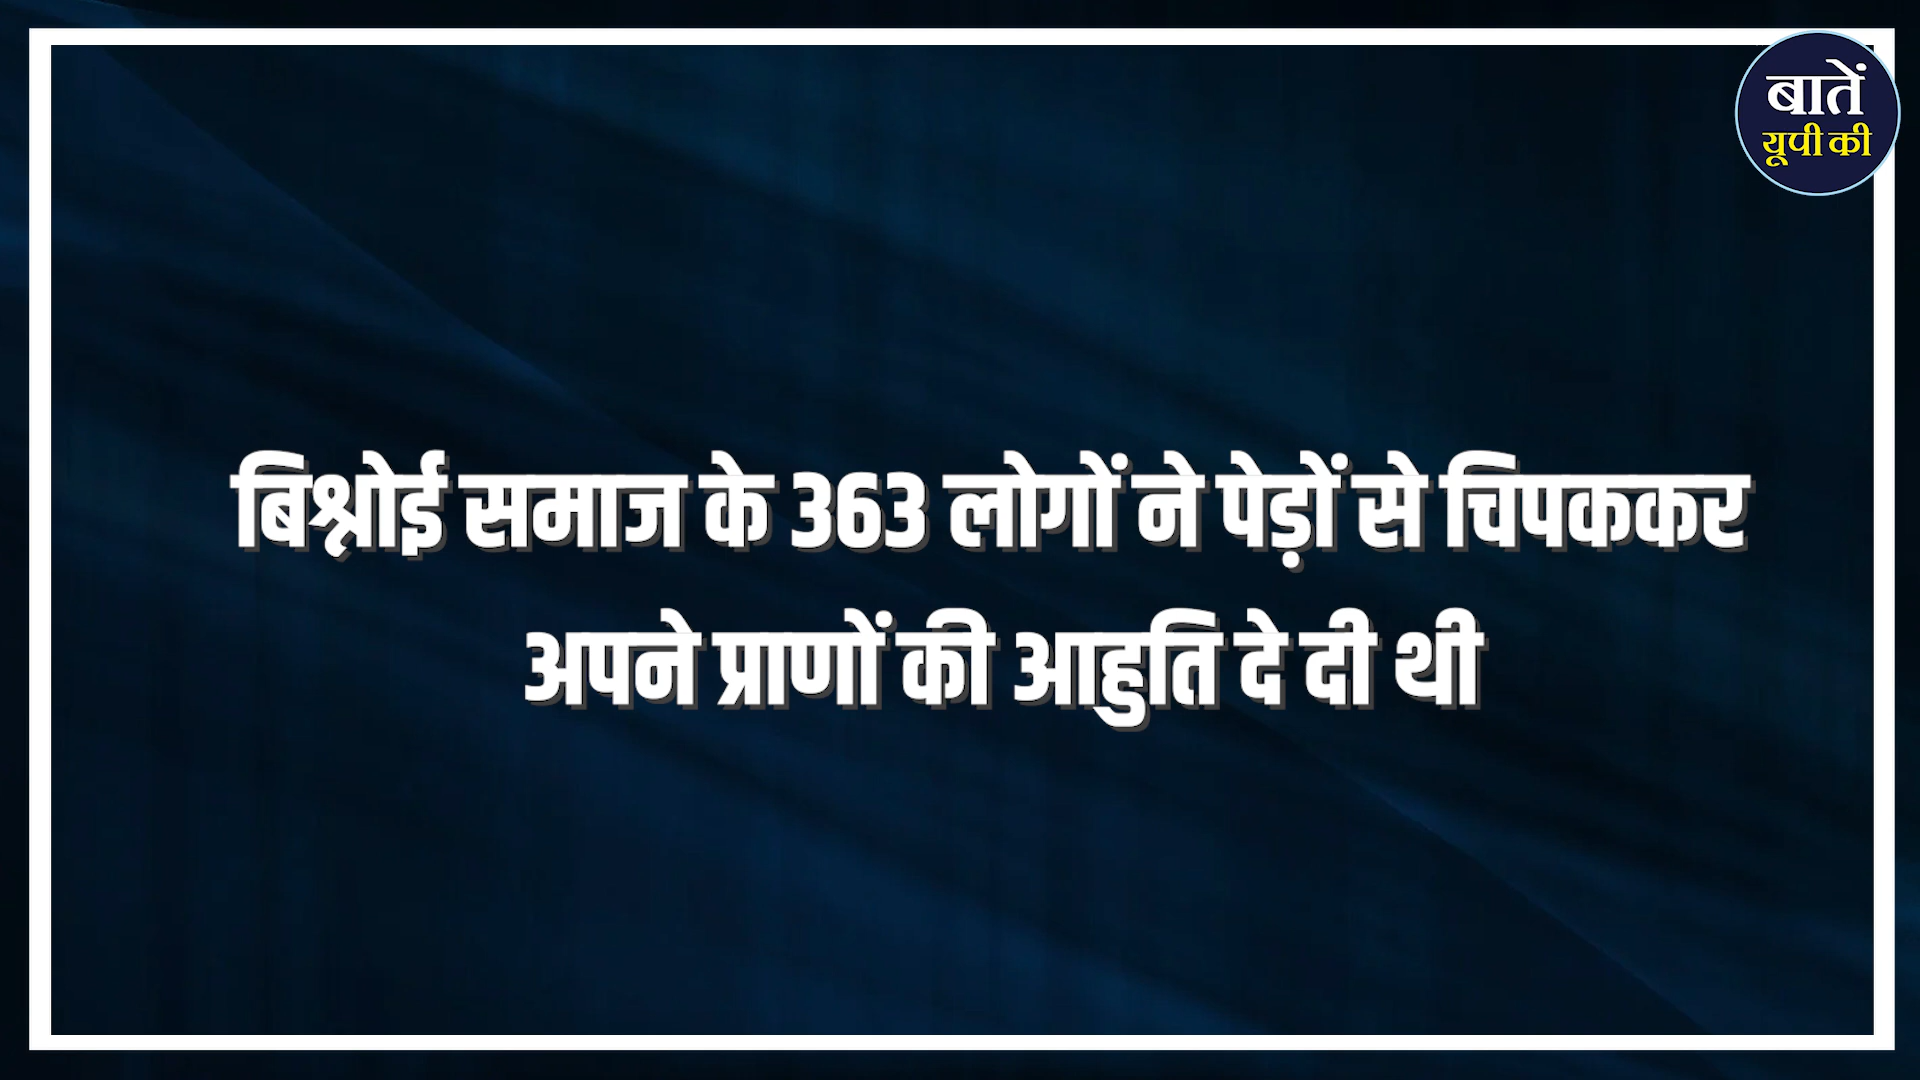 बातें
यूपी की
बिश्नोई समाज के 363 लोगों ने पेड़ों से चिपककर
अपने प्राणों की आहुति दे दी थी